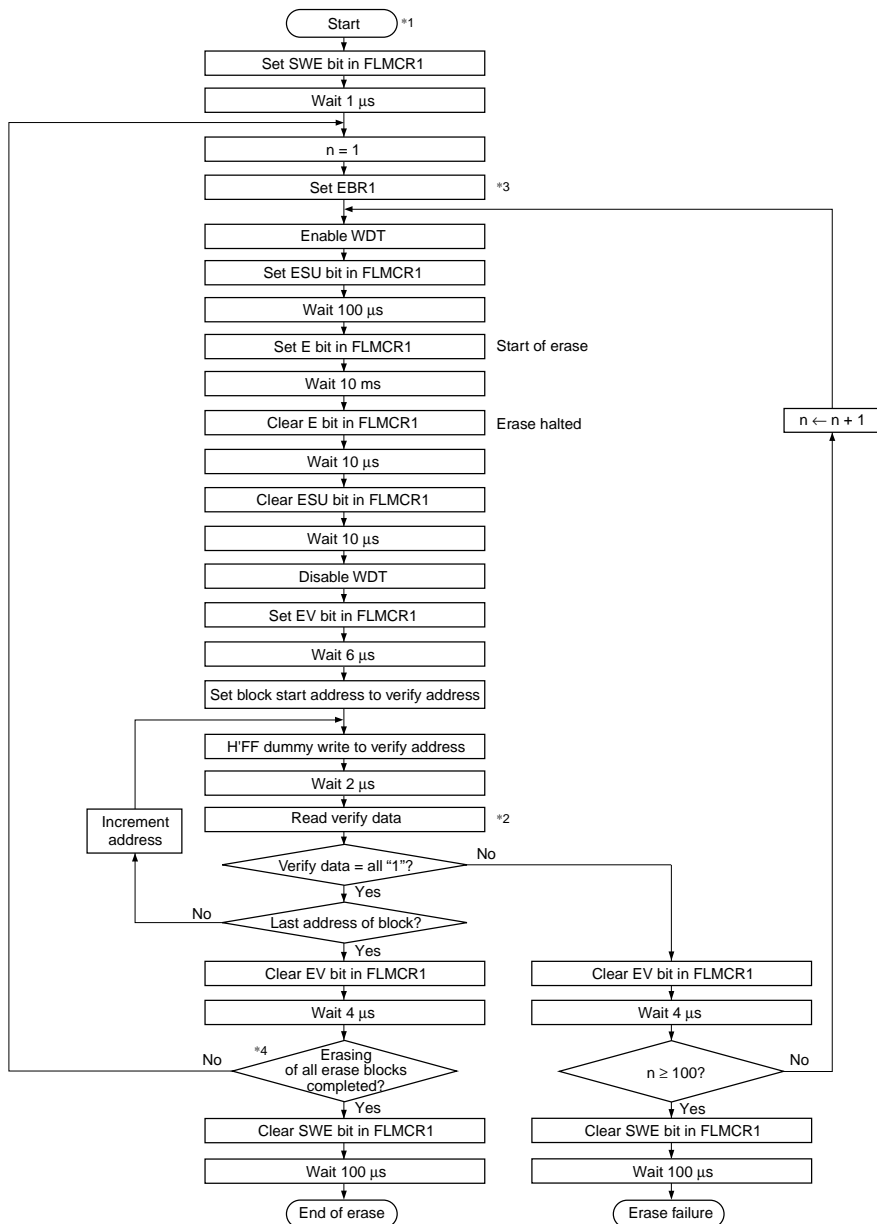 Start
*1
Set SWE bit in FLMCR1
Wait 1 μs
n = 1
Set EBR1
*3
Enable WDT
Set ESU bit in FLMCR1
Wait 100 μs
Set E bit in FLMCR1
Start of erase
Wait 10 ms
n ← n + 1
Clear E bit in FLMCR1
Erase halted
Wait 10 μs
Clear ESU bit in FLMCR1
Wait 10 μs
Disable WDT
Set EV bit in FLMCR1
Wait 6 μs
Set block start address to verify address
H'FF dummy write to verify address
Wait 2 μs
Increment
address
Read verify data
*2
Verify data = all “1”?
No
Yes
No
Last address of block?
Yes
Clear EV bit in FLMCR1
Clear EV bit in FLMCR1
Wait 4 μs
Wait 4 μs
No
*4
Erasing
of all erase blocks
completed?
n ≥ 100?
No
Yes
Yes
Clear SWE bit in FLMCR1
Clear SWE bit in FLMCR1
Wait 100 μs
Wait 100 μs
End of erase
Erase failure